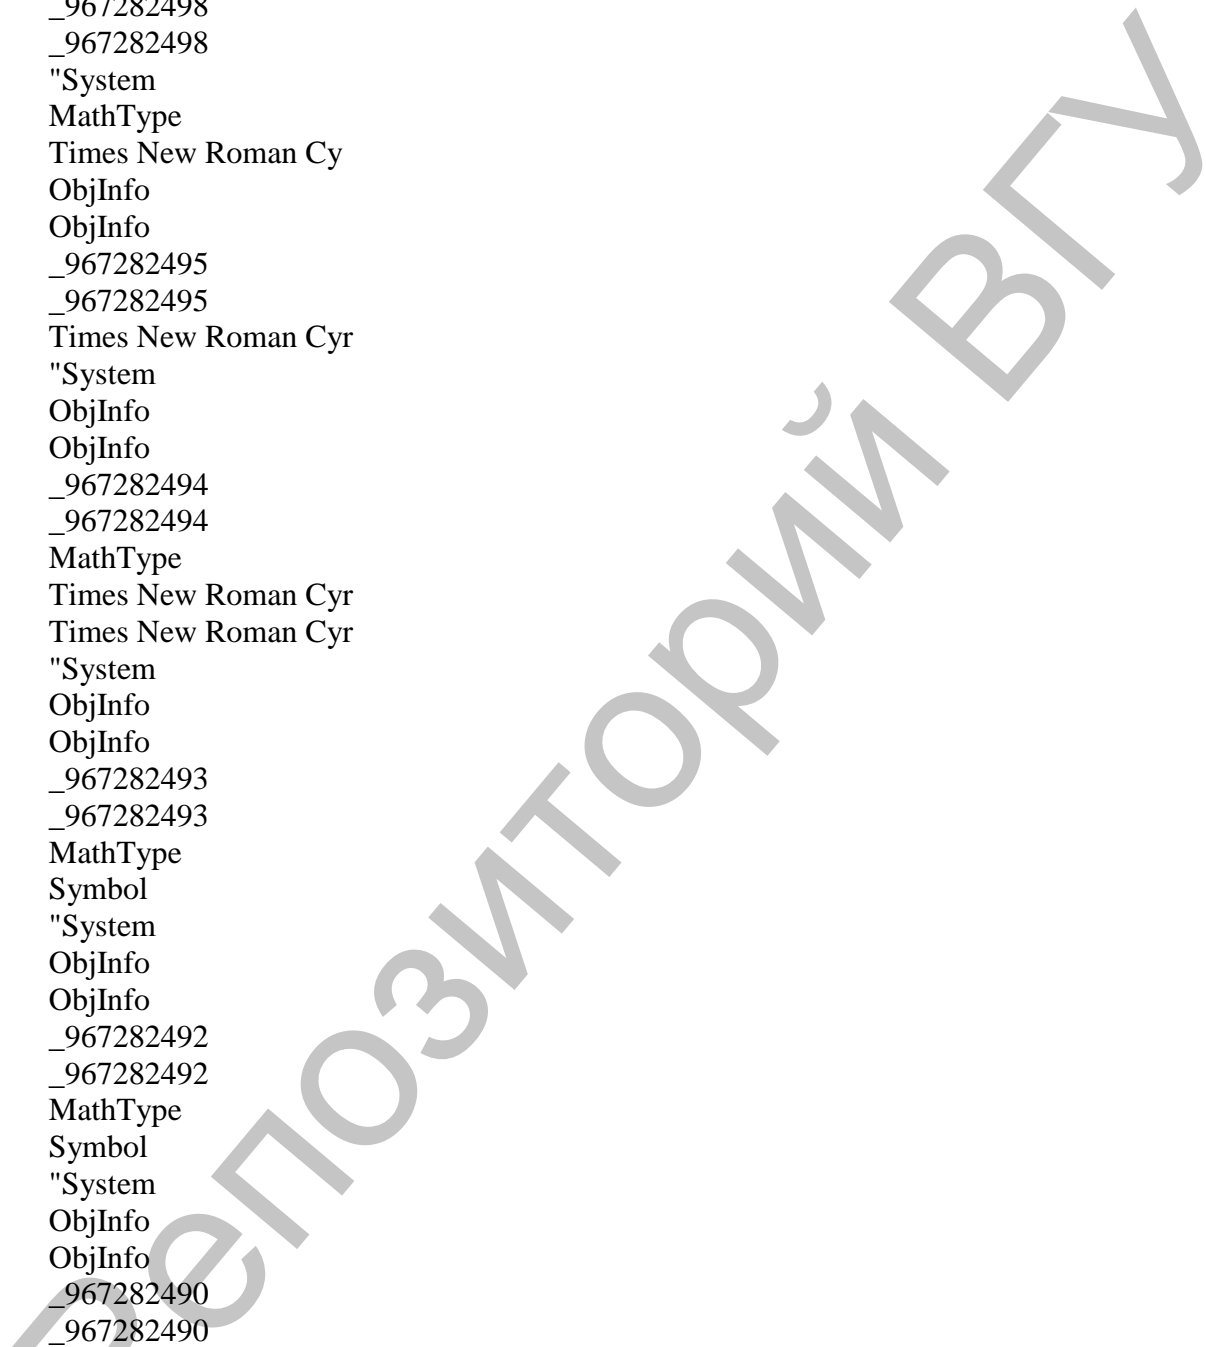 _967282498
_967282498
"System
MathType
Times New Roman Cy
ObjInfo
ObjInfo
_967282495
_967282495
Times New Roman Cyr
"System
ObjInfo
ObjInfo
_967282494
_967282494
MathType
Times New Roman Cyr
Times New Roman Cyr
"System
ObjInfo
ObjInfo
_967282493
_967282493
MathType
Symbol
"System
ObjInfo
ObjInfo
_967282492
_967282492
MathType
Symbol
"System
ObjInfo
ObjInfo
_967282490
_967282490
Репозиторий ВГУ